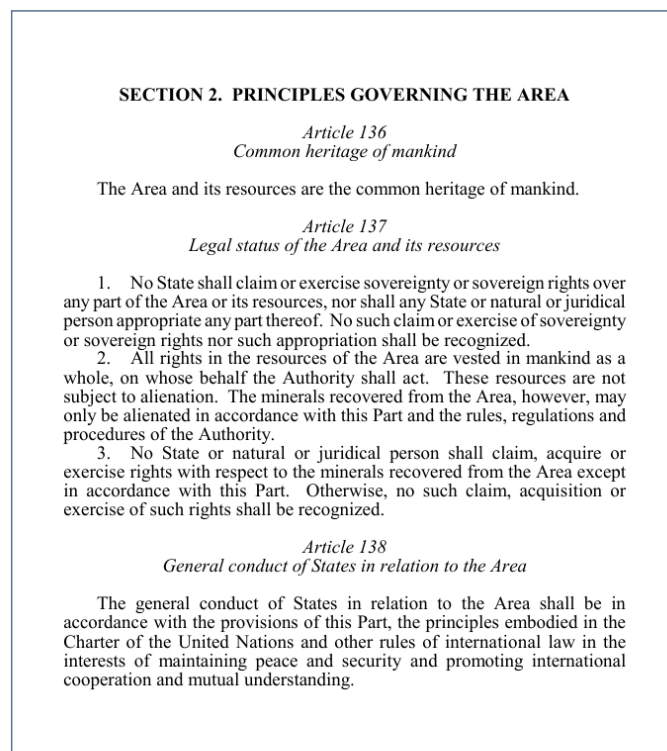 SECTION 2. PRINCIPLES GOVERNING THE AREA
Article 136
Common heritage of mankind
The Area and its resources are the common heritage of mankind.
Article 137
Legal status of the Area and its resources
1. No State shall claim or exercise sovereignty or sovereign rights over
any part of the Area or its resources, nor shall any State or natural or juridical
person appropriate any part thereof. No such claim or exercise of sovereignty
or sovereign rights nor such appropriation shall be recognized.
2. All rights in the resources of the Area are vested in mankind as a
whole, on whose behalf the Authority shall act. These resources are not
subject to alienation. The minerals recovered from the Area, however, may
only be alienated in accordance with this Part and the rules, regulations and
procedures of the Authority.
3. No State or natural or juridical person shall claim, acquire or
exercise rights with respect to the minerals recovered from the Area except
in accordance with this Part. Otherwise, no such claim, acquisition or
exercise of such rights shall be recognized.
Article 138
General conduct of States in relation to the Area
The general conduct of States in relation to the Area shall be in
accordance with the provisions of this Part, the principles embodied in the
Charter of the United Nations and other rules of international law in the
interests of maintaining peace and security and promoting international
cooperation and mutual understanding.